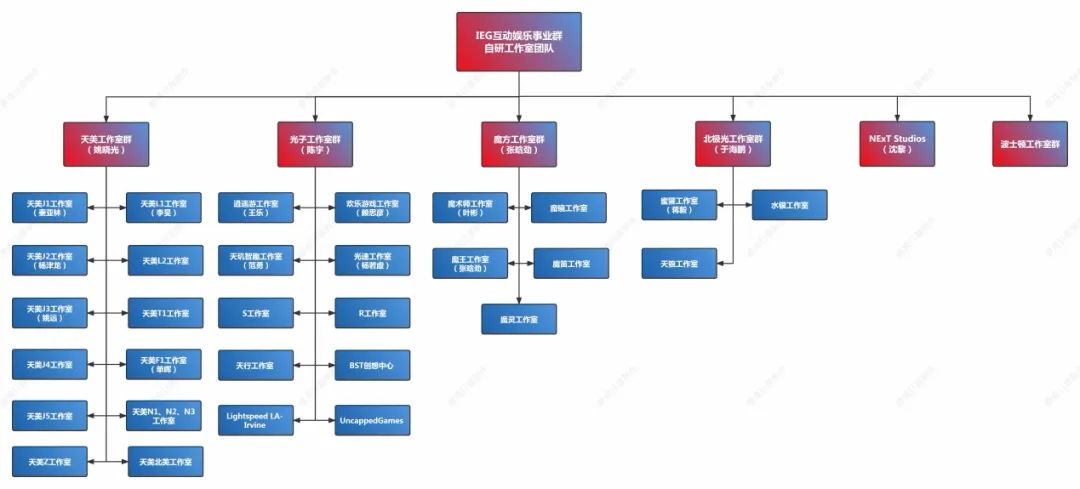 IEG互动娱乐事业群
自研工作室团队
天美工作室群
（姚晓光）
光子工作室群
（陈宇）
魔方工作室群
（张晗劲）
北极光工作室群
（于海鹏）
NExT Studios
（沈黎）
波士顿工作室群
天美J1工作室
（秦亚林）
天美L1工作室
（李旻）
逍遥游工作室
（王乐）
欢乐游戏工作室
（赖思彦）
魔术师工作室
（叶彬）
魔镜工作室
蜜獾工作室
（蒋毅）
水银工作室
天美J2工作室
（杨沣龙）
天美L2工作室
天玑智趣工作室
（范勇）
光速工作室
（杨若虚）
魔王工作室
（张晗劲）
魔笛工作室
天狼工作室
天美J3工作室
（姚远）
天美T1工作室
S工作室
R工作室
魔灵工作室
天美J4工作室
天美F1工作室
（单晖）
天行工作室
BST创想中心
天美J5工作室
天美N1、N2、N3
工作室
Lightspeed LA-
Irvine
UncappedGames
天美Z工作室
天美北美工作室